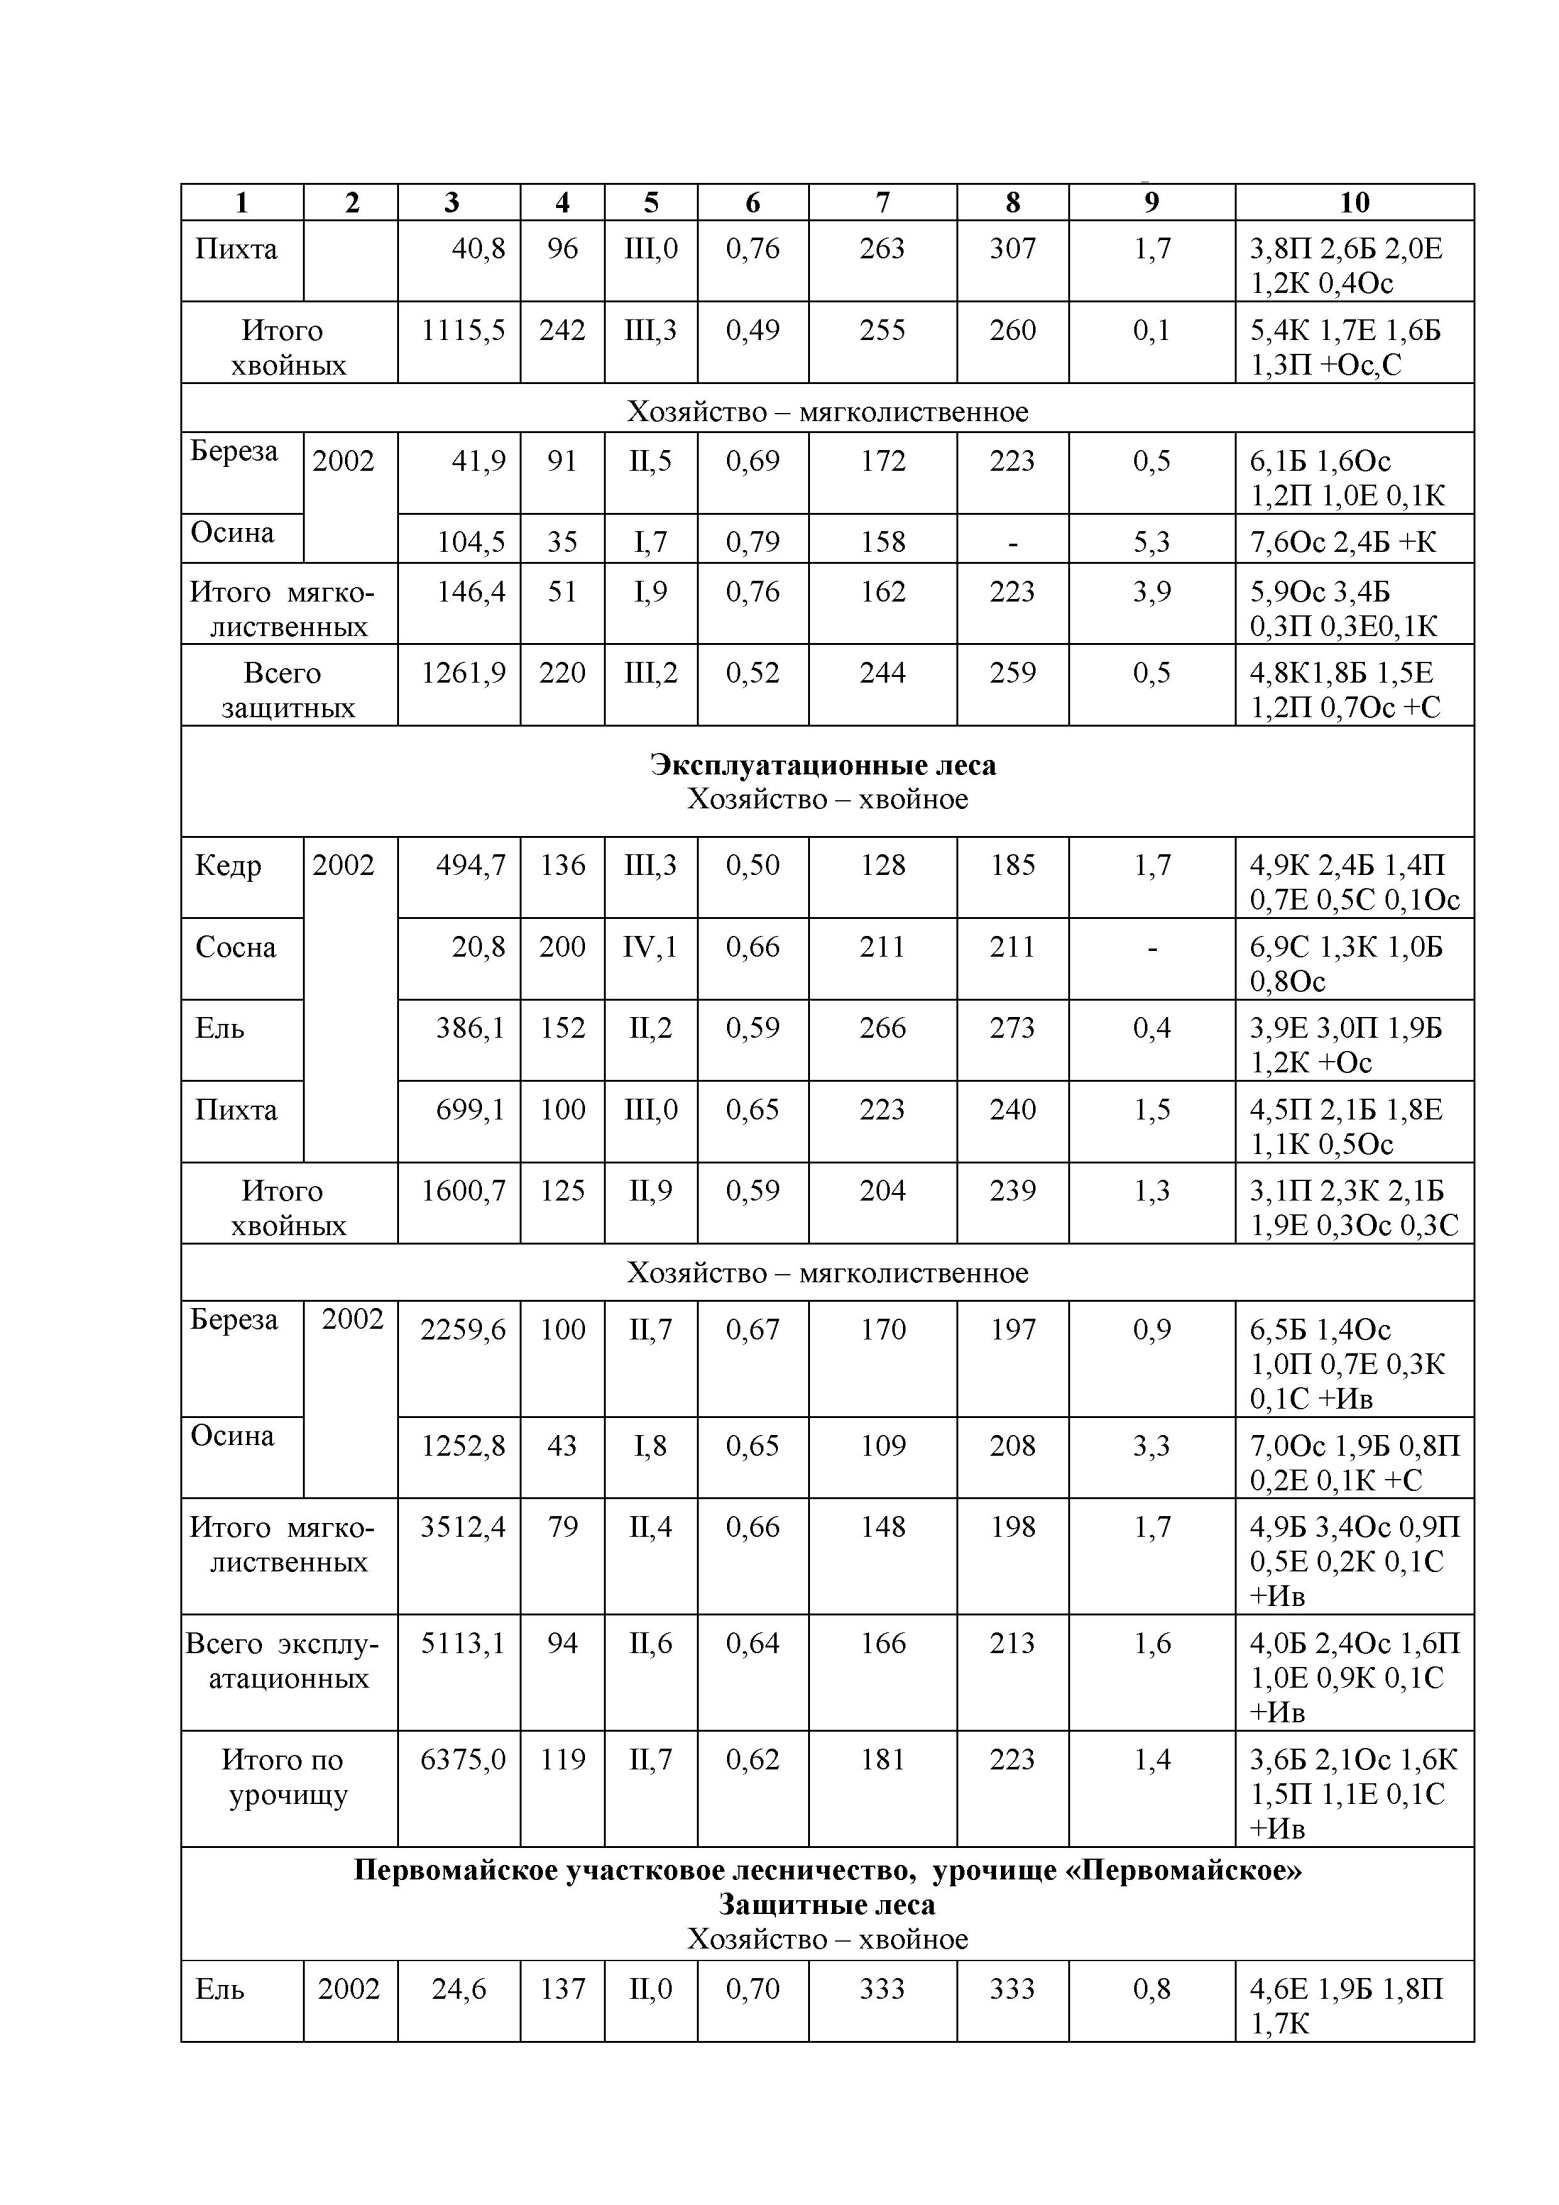 1 2 3 4 5 6 7 8 9 10
Пихта 40,8 96 III,0 0,76 263 307 1,7 3,8П 2,6Б 2,0Е
1,2К 0,4Ос
Итого 1115,5 242 III,3 0,49 255 260 0,1 5,4К 1,7Е 1,6Б
хвойных 1,3П +Ос,С
Хозяйство – мягколиственное
Береза 2002 41,9 91 II,5 0,69 172 223 0,5 6,1Б 1,6Ос
1,2П 1,0Е 0,1К
Осина 104,5 35 I,7 0,79 158 - 5,3 7,6Ос 2,4Б +К
Итого мягко- 146,4 51 I,9 0,76 162 223 3,9 5,9Ос 3,4Б
лиственных 0,3П 0,3Е0,1К
Всего 1261,9 220 III,2 0,52 244 259 0,5 4,8К1,8Б 1,5Е
защитных 1,2П 0,7Ос +С
Эксплуатационные леса
Хозяйство – хвойное
Кедр 2002 494,7 136 III,3 0,50 128 185 1,7 4,9К 2,4Б 1,4П
0,7Е 0,5С 0,1Ос
Сосна 20,8 200 IV,1 0,66 211 211 - 6,9С 1,3К 1,0Б
0,8Ос
Ель 386,1 152 II,2 0,59 266 273 0,4 3,9Е 3,0П 1,9Б
1,2К +Ос
Пихта 699,1 100 III,0 0,65 223 240 1,5 4,5П 2,1Б 1,8Е
1,1К 0,5Ос
Итого 1600,7 125 II,9 0,59 204 239 1,3 3,1П 2,3К 2,1Б
хвойных 1,9Е 0,3Ос 0,3С
Хозяйство – мягколиственное
Береза 2002 2259,6 100 II,7 0,67 170 197 0,9 6,5Б 1,4Ос
1,0П 0,7Е 0,3К
0,1С +Ив
Осина 1252,8 43 I,8 0,65 109 208 3,3 7,0Ос 1,9Б 0,8П
0,2Е 0,1К +С
Итого мягко- 3512,4 79 II,4 0,66 148 198 1,7 4,9Б 3,4Ос 0,9П
лиственных 0,5Е 0,2К 0,1С
+Ив
Всего эксплу- 5113,1 94 II,6 0,64 166 213 1,6 4,0Б 2,4Ос 1,6П
атационных 1,0Е 0,9К 0,1С
+Ив
Итого по 6375,0 119 II,7 0,62 181 223 1,4 3,6Б 2,1Ос 1,6К
урочищу 1,5П 1,1Е 0,1С
+Ив
Первомайское участковое лесничество, урочище «Первомайское»
Защитные леса
Хозяйство – хвойное
Ель 2002 24,6 137 II,0 0,70 333 333 0,8 4,6Е 1,9Б 1,8П
1,7К